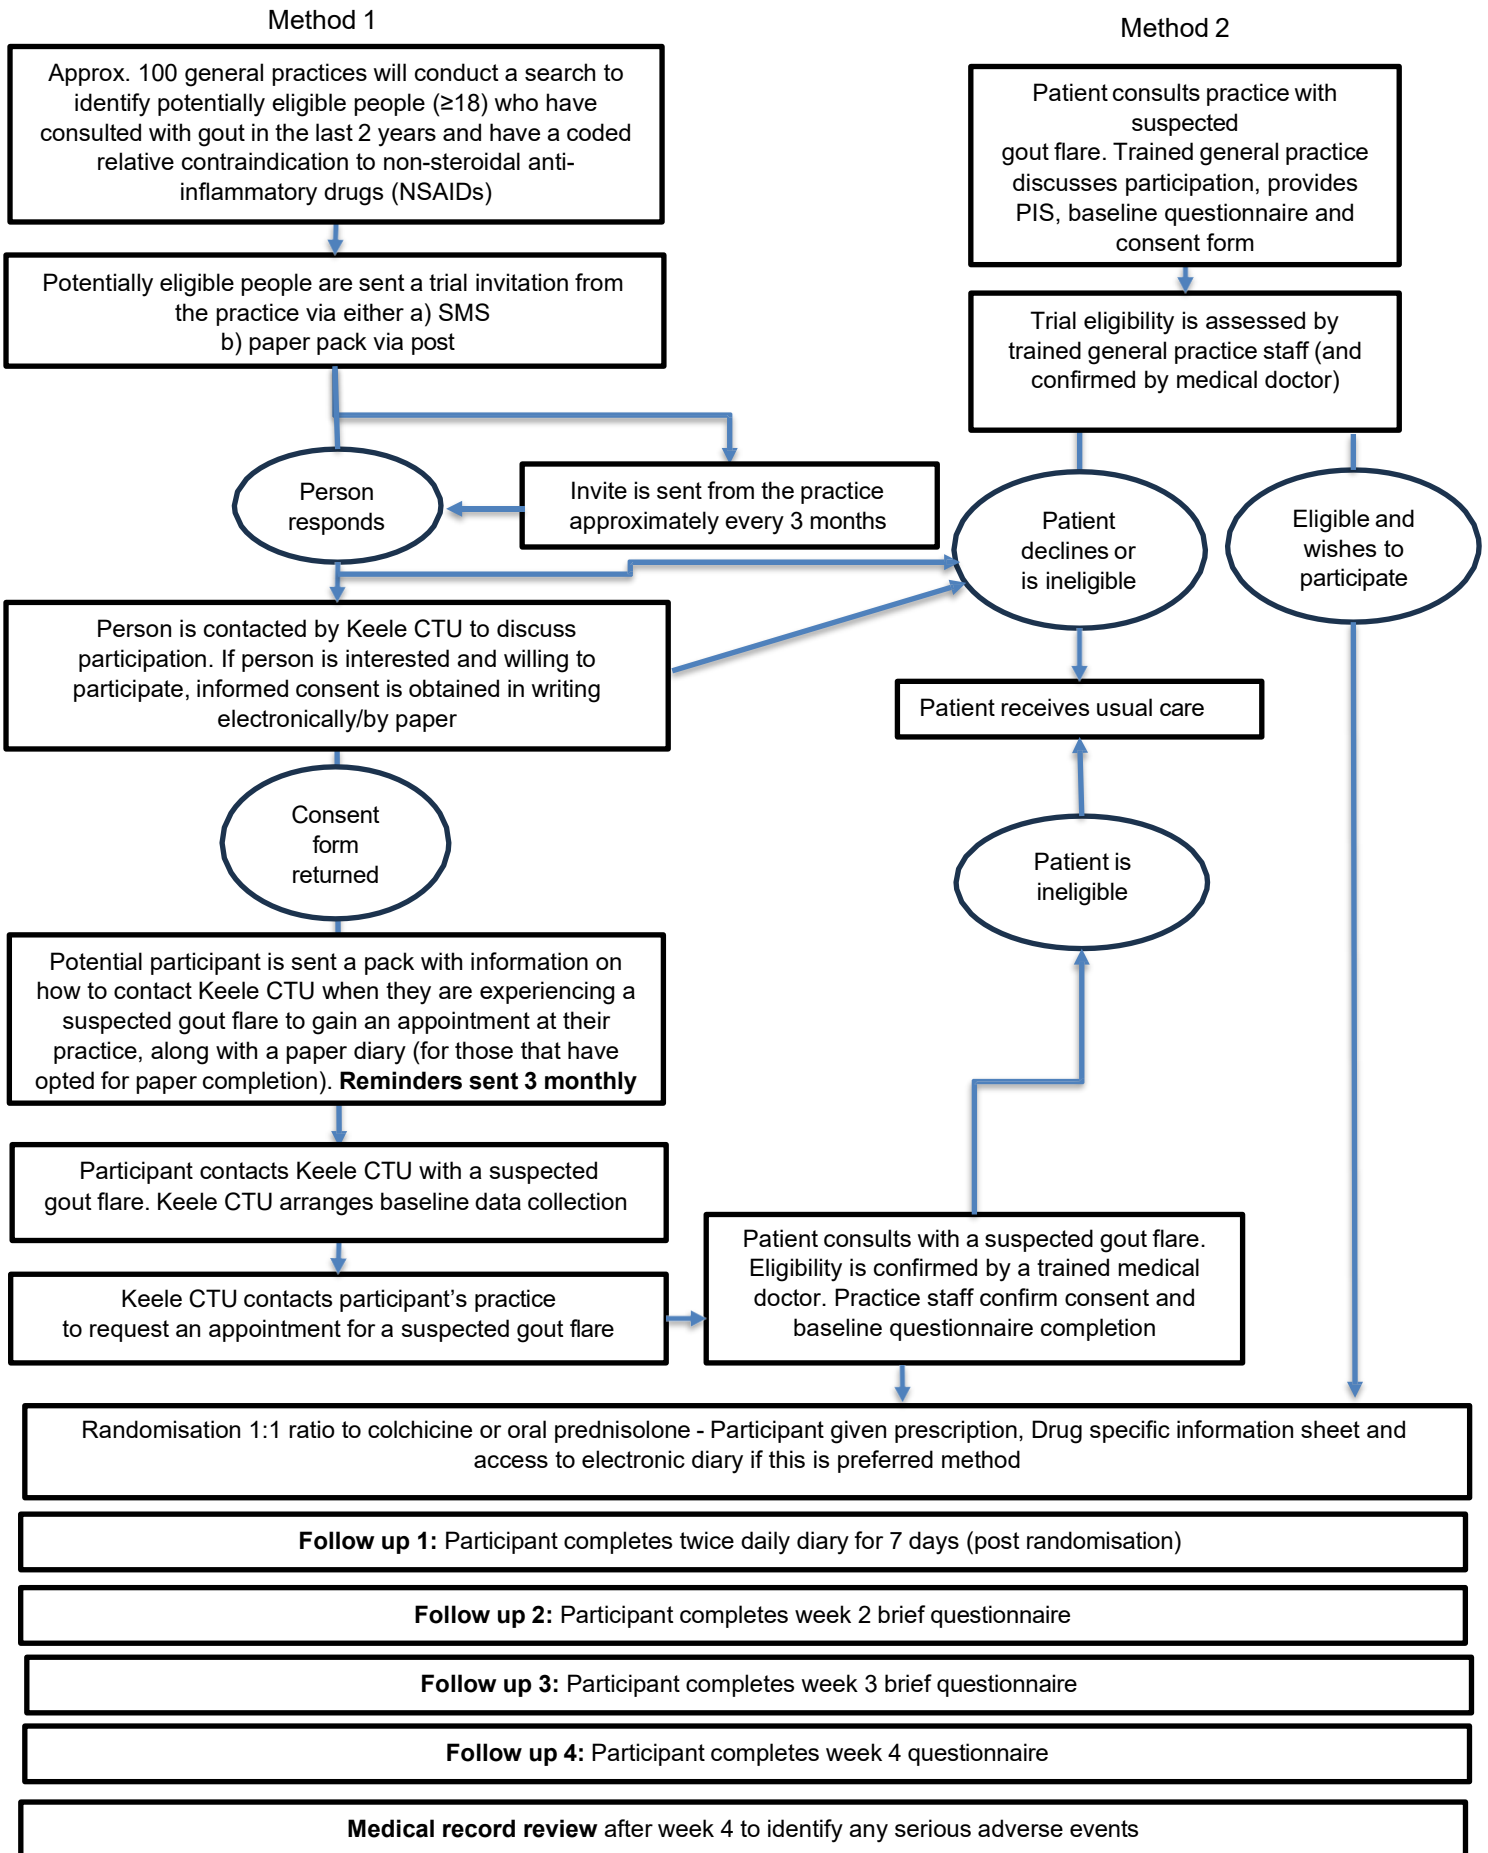 Method 1
Approx. 100 general practices will conduct a search to
identify potentially eligible people (≥18) who have
consulted with gout in the last 2 years and have a coded
relative contraindication to non-steroidal anti-
inflammatory drugs (NSAIDs)
Potentially eligible people are sent a trial invitation from
the practice via either a) SMS
b) paper pack via post
Person
responds
Invite is sent from the practice
approximately every 3 months
Person is contacted by Keele CTU to discuss
participation. If person is interested and willing to
participate, informed consent is obtained in writing
electronically/by paper
Consent
form
returned
Potential participant is sent a pack with information on
how to contact Keele CTU when they are experiencing a
suspected gout flare to gain an appointment at their
practice, along with a paper diary (for those that have
opted for paper completion). Reminders sent 3 monthly
Participant contacts Keele CTU with a suspected
gout flare. Keele CTU arranges baseline data collection
Keele CTU contacts participant’s practice
to request an appointment for a suspected gout flare
Method 2
Patient consults practice with
suspected
gout flare. Trained general practice
discusses participation, provides
PIS, baseline questionnaire and
consent form
Trial eligibility is assessed by
trained general practice staff (and
confirmed by medical doctor)
Patient
declines or
is ineligible
Eligible and
wishes to
participate
Patient receives usual care
Patient is
ineligible
Patient consults with a suspected gout flare.
Eligibility is confirmed by a trained medical
doctor. Practice staff confirm consent and
baseline questionnaire completion
Randomisation 1:1 ratio to colchicine or oral prednisolone - Participant given prescription, Drug specific information sheet and
access to electronic diary if this is preferred method
Follow up 1: Participant completes twice daily diary for 7 days (post randomisation)
Follow up 2: Participant completes week 2 brief questionnaire
Follow up 3: Participant completes week 3 brief questionnaire
Follow up 4: Participant completes week 4 questionnaire
Medical record review after week 4 to identify any serious adverse events